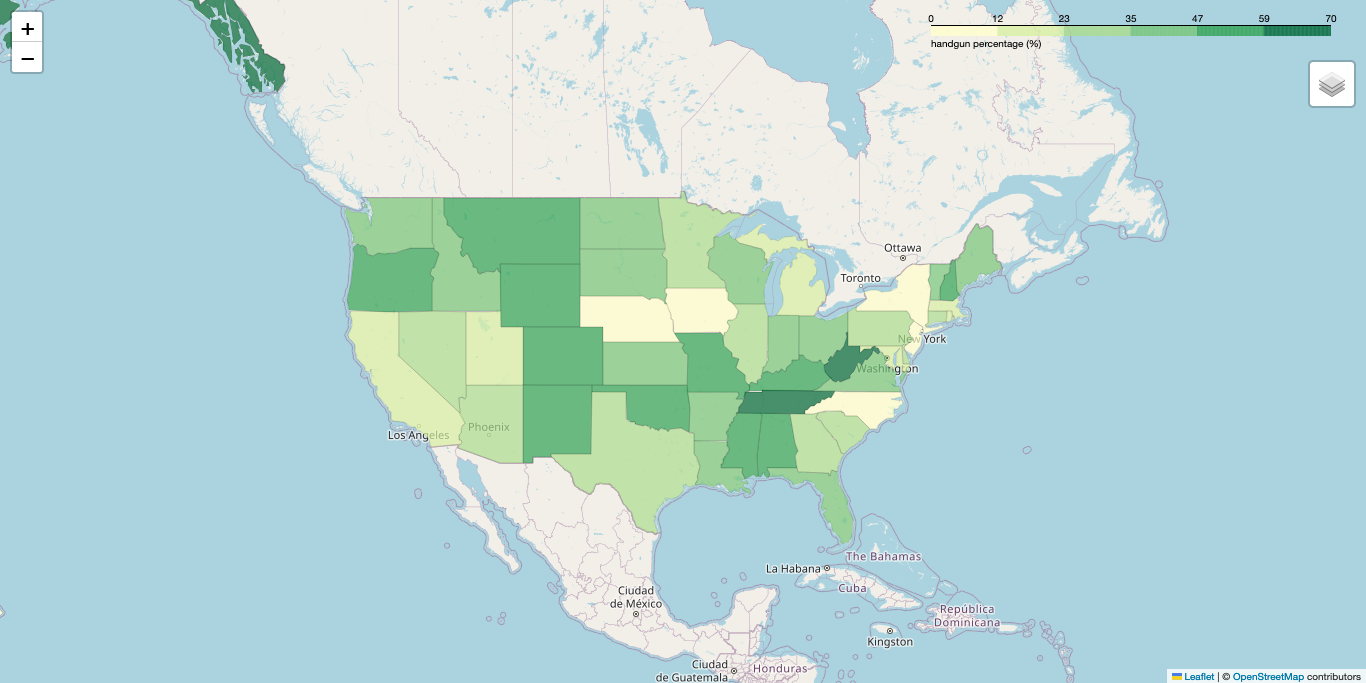 +
−
0 12 23 35 47 59 70
handgun percentage (%)
Ottawa
Toronto
New York
Washington
Los Angeles
Phoenix
The Bahamas
La Habana
Cuba
Ciudad
de México
República
Dominicana
Kingston
Ciudad
de Guatemala
Honduras
Leaflet | © OpenStreetMap contributors